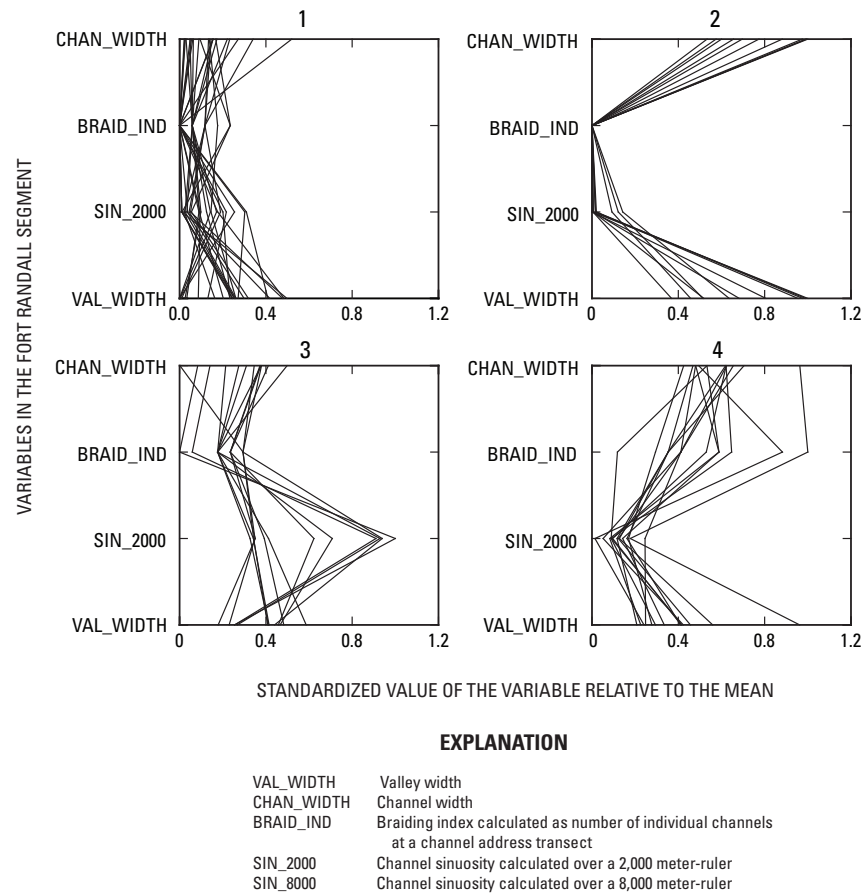 1
2
CHAN_WIDTH
BRAID_IND
SIN_2000
VAL_WIDTH
0.0 0.4 0.8 1.2
CHAN_WIDTH
BRAID_IND
SIN_2000
VAL_WIDTH
0 0.4 0.8 1.2
3
4
CHAN_WIDTH
BRAID_IND
SIN_2000
VAL_WIDTH
0 0.4 0.8 1.2
CHAN_WIDTH
BRAID_IND
SIN_2000
VAL_WIDTH
0 0.4 0.8 1.2
VARIABLES IN THE FORT RANDALL SEGMENT
STANDARDIZED VALUE OF THE VARIABLE RELATIVE TO THE MEAN
EXPLANATION
VAL_WIDTH Valley width
CHAN_WIDTH Channel width
BRAID_IND Braiding index calculated as number of individual channels
at a channel address transect
SIN_2000 Channel sinuosity calculated over a 2,000 meter-ruler
SIN_8000 Channel sinuosity calculated over a 8,000 meter-ruler